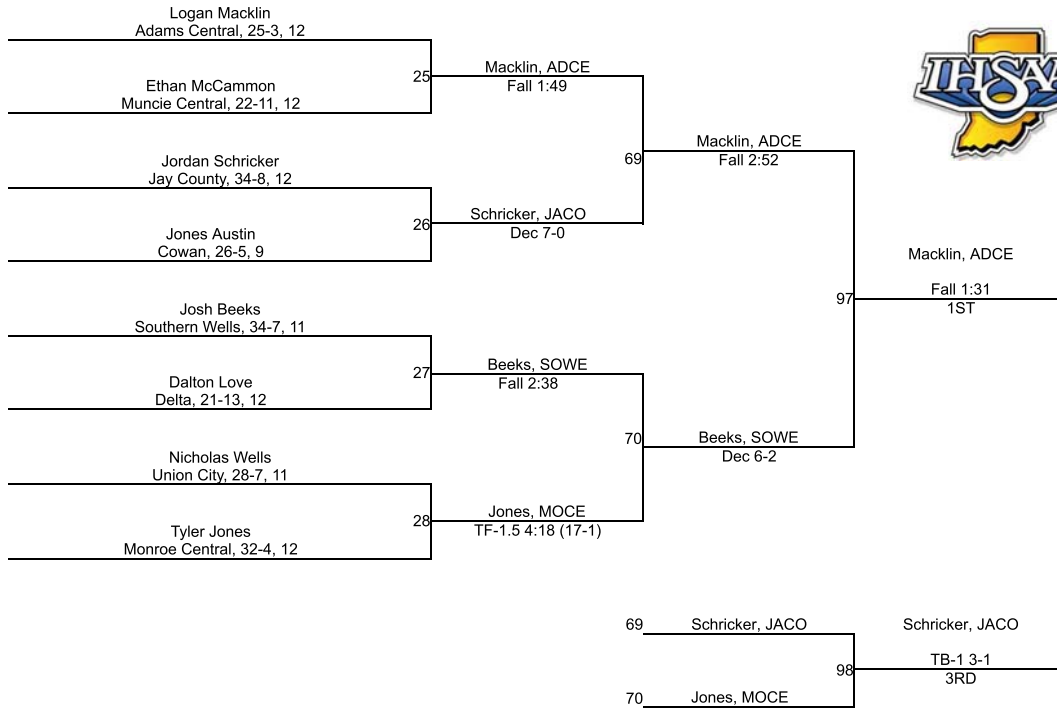 Logan Macklin
Adams Central, 25-3, 12
Ethan McCammon
Muncie Central, 22-11, 12
25
Macklin, ADCE
Fall 1:49
Jordan Schricker
Jay County, 34-8, 12
Jones Austin
Cowan, 26-5, 9
26
Schricker, JACO
Dec 7-0
69
Macklin, ADCE
Fall 2:52
Josh Beeks
Southern Wells, 34-7, 11
Dalton Love
Delta, 21-13, 12
27
Beeks, SOWE
Fall 2:38
Nicholas Wells
Union City, 28-7, 11
Tyler Jones
Monroe Central, 32-4, 12
28
Jones, MOCE
TF-1.5 4:18 (17-1)
70
Beeks, SOWE
Dec 6-2
97
Macklin, ADCE
Fall 1:31
1ST
IHSAA
69
Schricker, JACO
70
Jones, MOCE
98
Schricker, JACO
TB-1 3-1
3RD